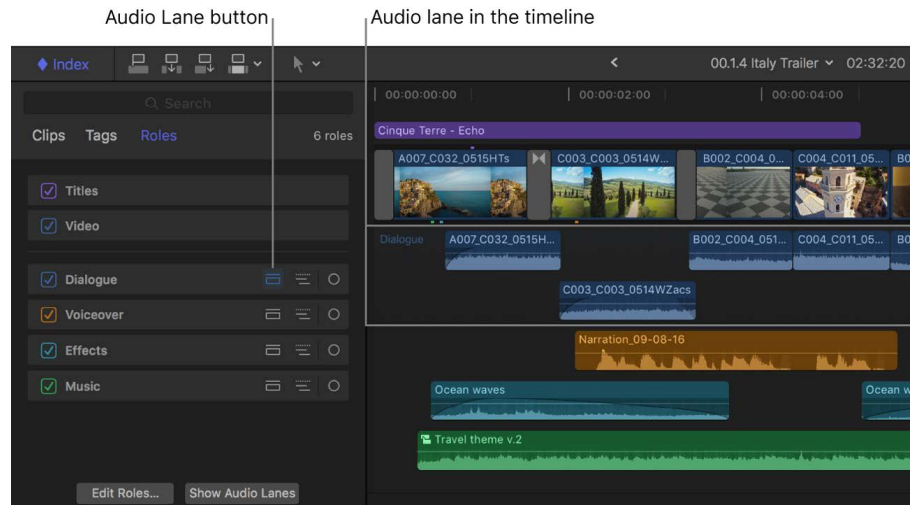 Audio Lane button
Audio lane in the timeline
Index
00.1.4 Italy Trailer
02:32:20
Search
Clips Tags Roles
6 roles
Titles
Video
Dialogue
Voiceover
Effects
Music
Edit Roles...
Show Audio Lanes
00:00:00:00
00:00:02:00
00:00:04:00
Cinque Terre - Echo
A007_C032_0515HTs
C003_C003_0514W...
B002_C004_0...
C004_C011_05...
B0
Dialogue
A007_C032_0515H...
B002_C004_051...
C004_C011_05...
B0
C003_C003_0514WZacs
Narration_09-08-16
Ocean waves
Ocean w
Travel theme v.2